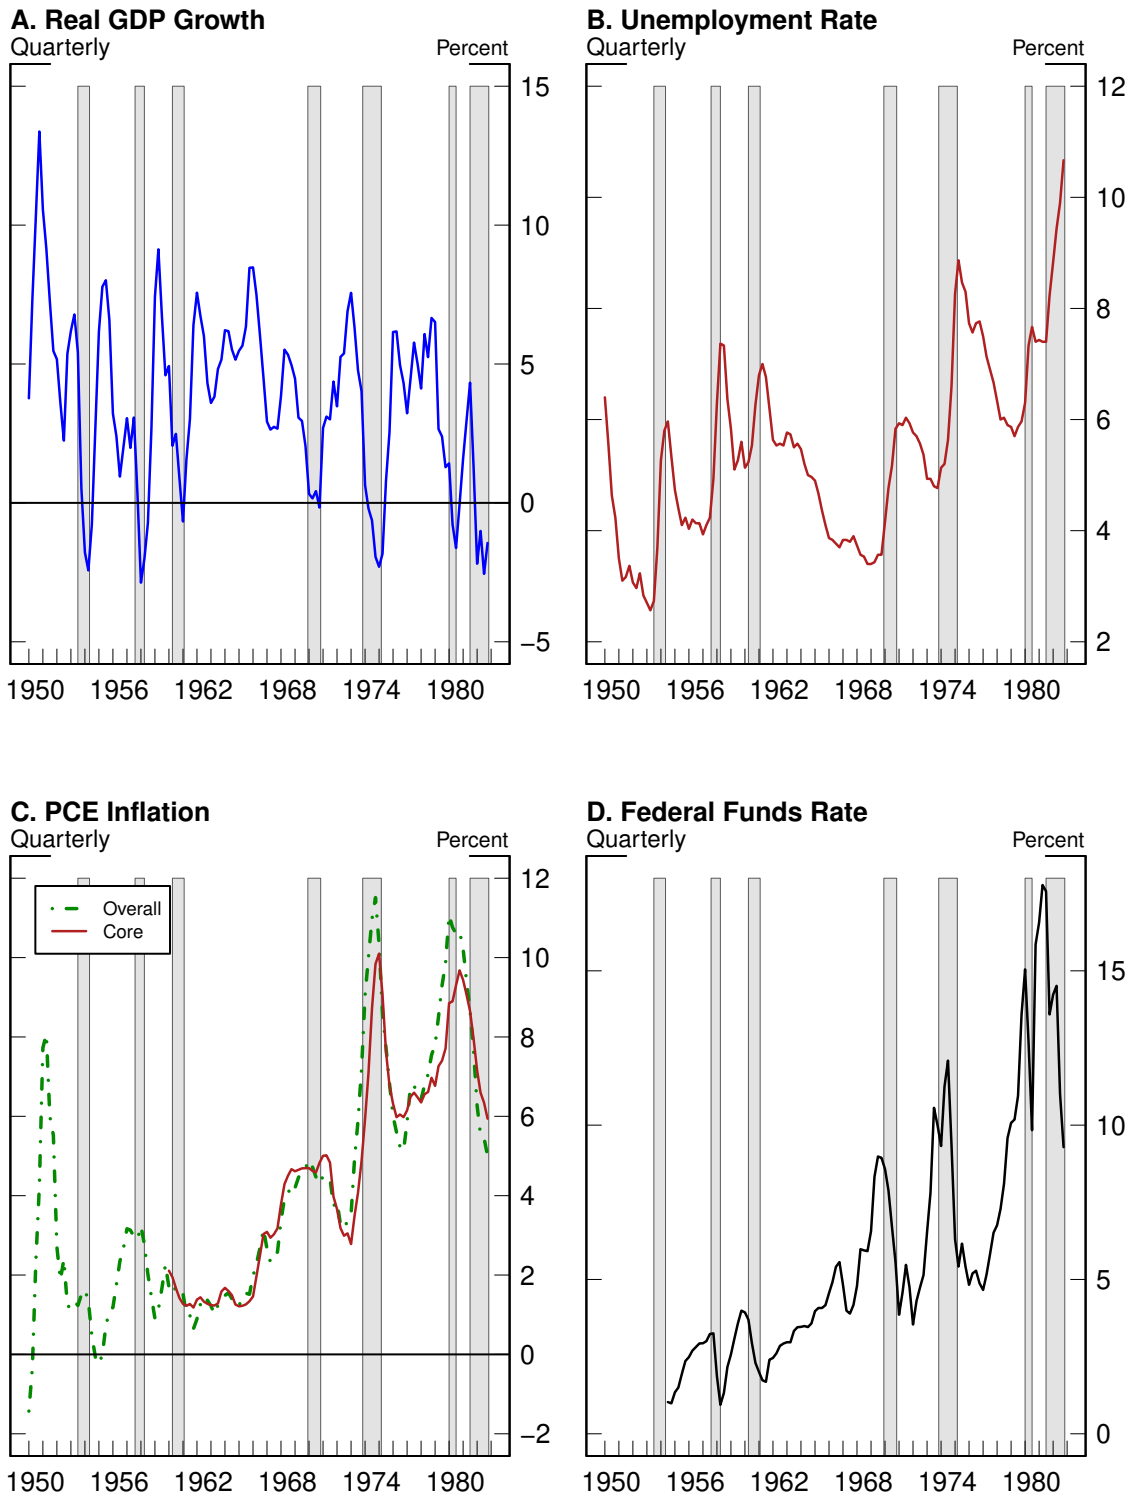 A. Real GDP Growth
Quarterly Percent
15
10
5
0
−5
1950 1956 1962 1968 1974 1980
B. Unemployment Rate
Quarterly Percent
12
10
8
6
4
2
1950 1956 1962 1968 1974 1980
C. PCE Inflation
Quarterly Percent
Overall
Core
12
10
8
6
4
2
0
−2
1950 1956 1962 1968 1974 1980
D. Federal Funds Rate
Quarterly Percent
15
10
5
0
1950 1956 1962 1968 1974 1980